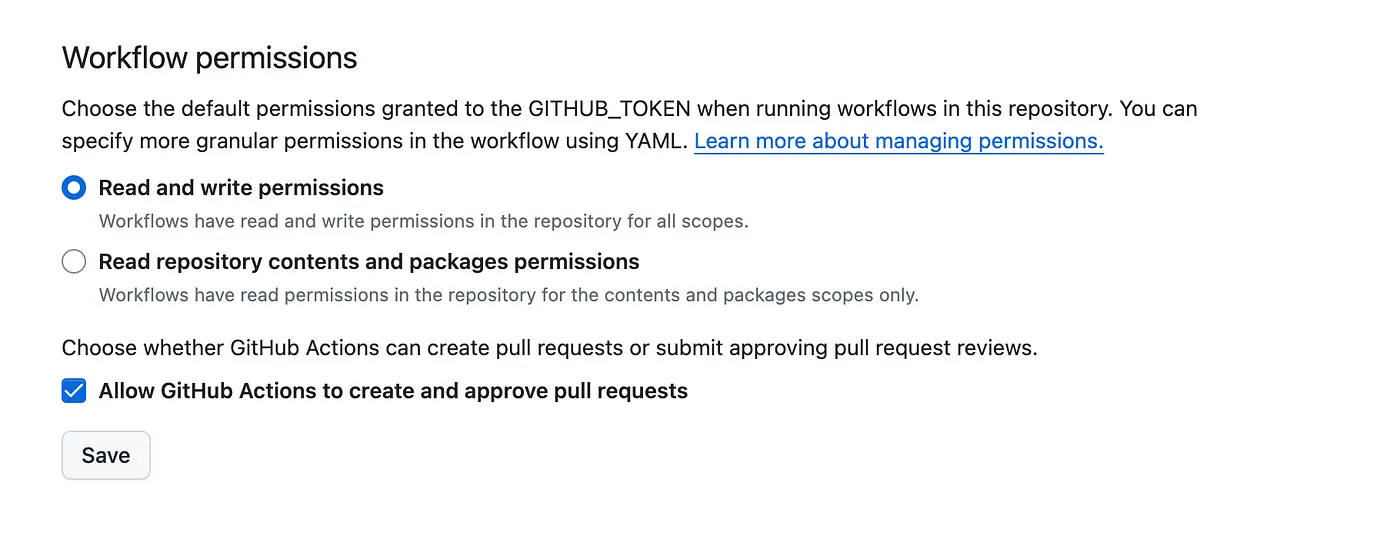 Workflow permissions
Choose the default permissions granted to the GITHUB_TOKEN when running workflows in this repository. You can
specify more granular permissions in the workflow using YAML. Learn more about managing permissions.
Read and write permissions
Workflows have read and write permissions in the repository for all scopes.
Read repository contents and packages permissions
Workflows have read permissions in the repository for the contents and packages scopes only.
Choose whether GitHub Actions can create pull requests or submit approving pull request reviews.
Allow GitHub Actions to create and approve pull requests
Save